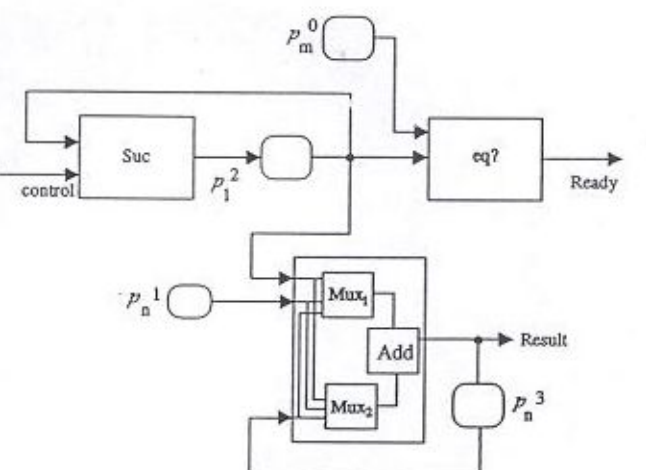 p_m^0
Suc
eq?
control
p_1^2
Ready
p_n^1
Mux_1
Add
Result
Mux_2
p_n^3